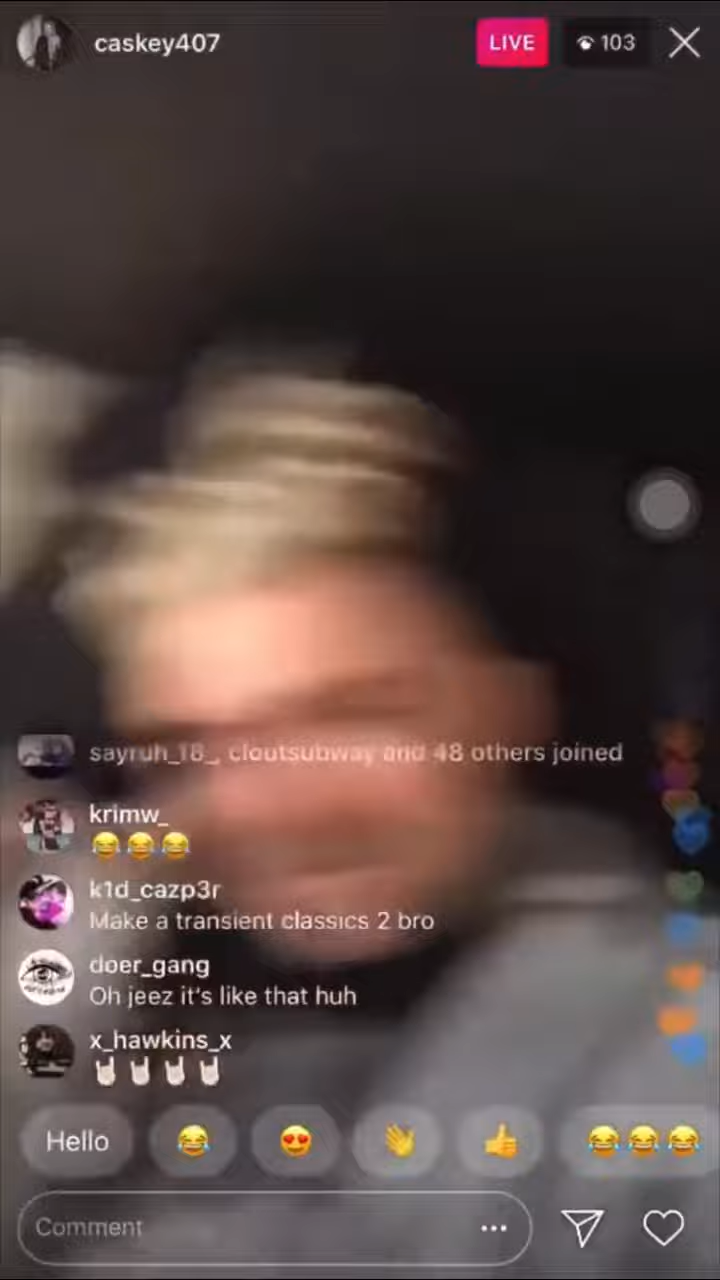 caskey407
LIVE
103
sayruh_18_, cloutsubway and 48 others joined
krimw_
😂😂😂
k1d_cazp3r
Make a transient classics 2 bro
doer_gang
Oh jeez it's like that huh
x_hawkins_x
🤘🏻🤘🏻🤘🏻🤘🏻
Hello 😂 😍 👋 👍 😂😂😂
Comment